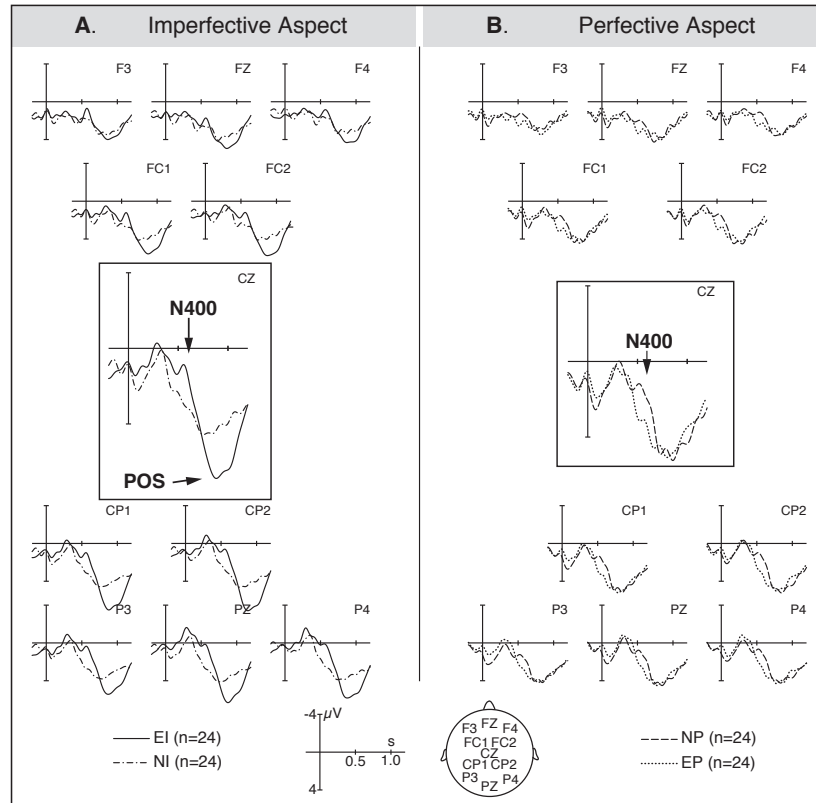 A. Imperfective Aspect
B. Perfective Aspect
F3 FZ F4
F3 FZ F4
FC1 FC2
FC1 FC2
CZ
N400
POS
CZ
N400
CP1 CP2
CP1 CP2
P3 PZ P4
P3 PZ P4
EI (n=24)
NI (n=24)
-4 µV
s
0.5 1.0
4
F3 FZ F4
FC1 FC2
CZ
CP1 CP2
P3 PZ P4
NP (n=24)
EP (n=24)